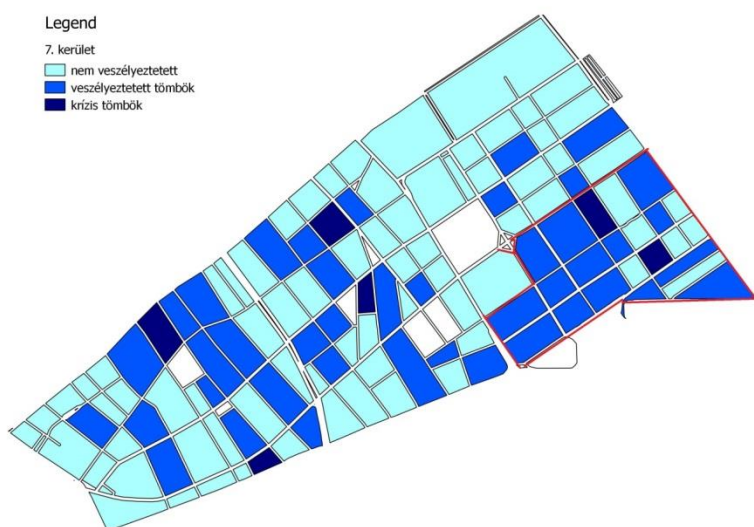 Legend
7. kerület
nem veszélyeztetett
veszélyeztetett tömbök
krízis tömbök